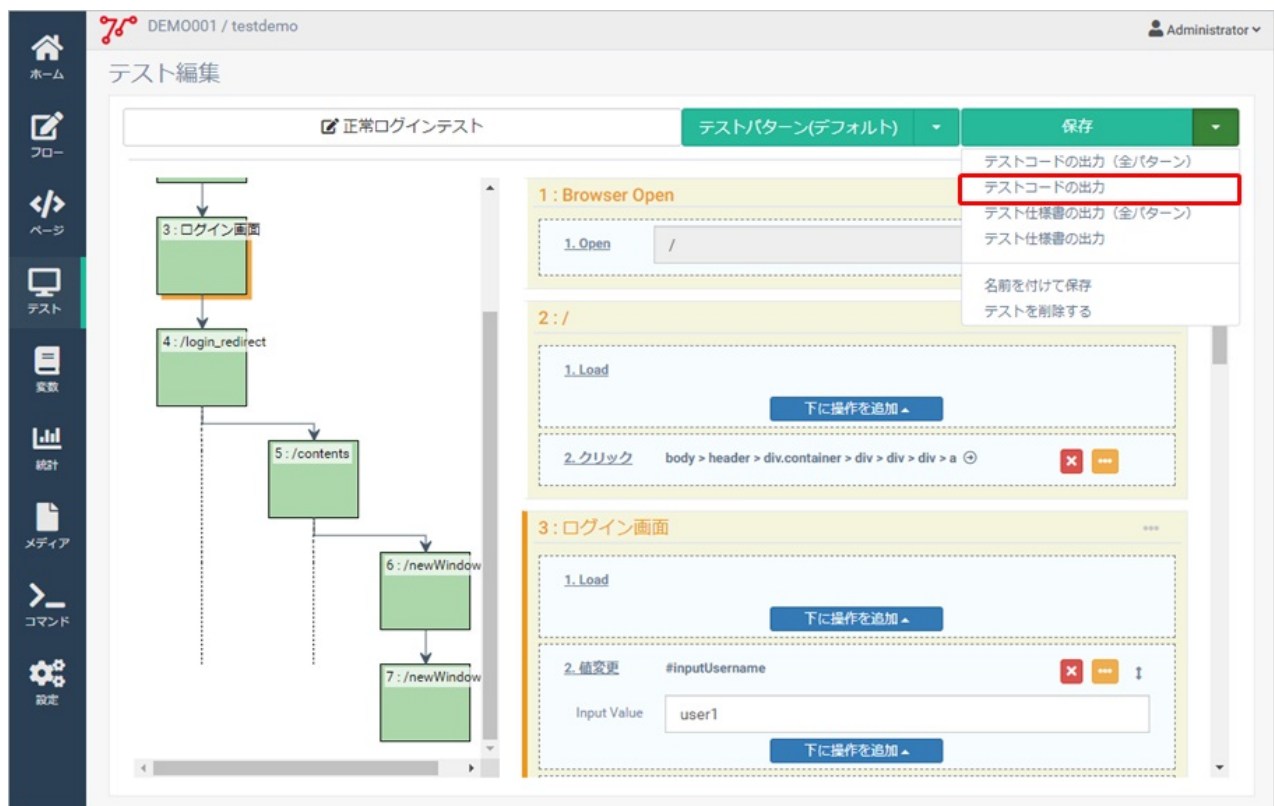 DEMO001 / testdemo
Administrator
ホーム
フロー
ページ
テスト
変数
統計
メディア
コマンド
設定
テスト編集
正常ログインテスト
テストパターン(デフォルト)
保存
テストコードの出力（全パターン）
テストコードの出力
テスト仕様書の出力（全パターン）
テスト仕様書の出力
名前を付けて保存
テストを削除する
3 : ログイン画面
4 : /login_redirect
5 : /contents
6 : /newWindow
7 : /newWindow
1 : Browser Open
1. Open
/
2 : /
1. Load
下に操作を追加
2. クリック body > header > div.container > div > div > div > a
3 : ログイン画面
1. Load
下に操作を追加
2. 値変更 #inputUsername
Input Value user1
下に操作を追加